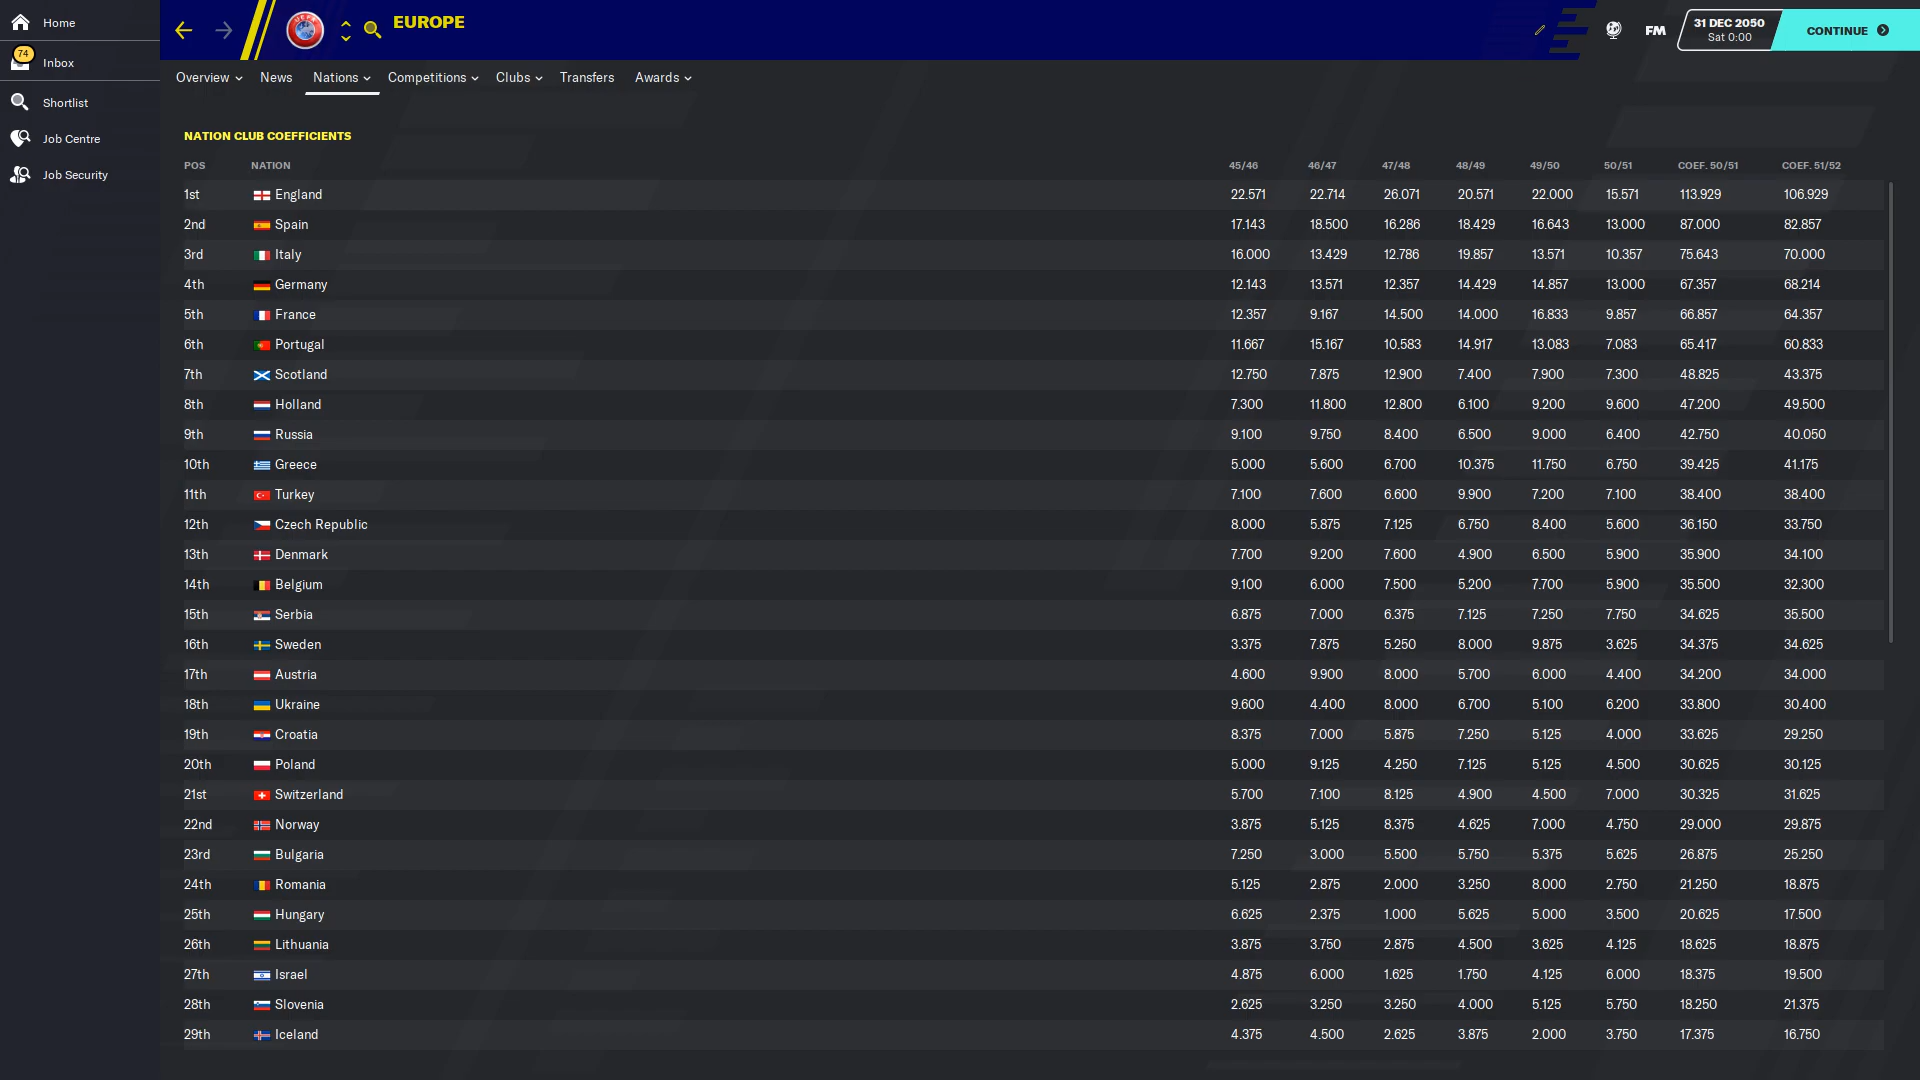 Home
74
Inbox
Shortlist
Job Centre
Job Security
EUROPE
FM
31 DEC 2050
Sat 0:00
CONTINUE
Overview News Nations Competitions Clubs Transfers Awards
NATION CLUB COEFFICIENTS
POS NATION 45/46 46/47 47/48 48/49 49/50 50/51 COEF. 50/51 COEF. 51/52
1st England 22.571 22.714 26.071 20.571 22.000 15.571 113.929 106.929
2nd Spain 17.143 18.500 16.286 18.429 16.643 13.000 87.000 82.857
3rd Italy 16.000 13.429 12.786 19.857 13.571 10.357 75.643 70.000
4th Germany 12.143 13.571 12.357 14.429 14.857 13.000 67.357 68.214
5th France 12.357 9.167 14.500 14.000 16.833 9.857 66.857 64.357
6th Portugal 11.667 15.167 10.583 14.917 13.083 7.083 65.417 60.833
7th Scotland 12.750 7.875 12.900 7.400 7.900 7.300 48.825 43.375
8th Holland 7.300 11.800 12.800 6.100 9.200 9.600 47.200 49.500
9th Russia 9.100 9.750 8.400 6.500 9.000 6.400 42.750 40.050
10th Greece 5.000 5.600 6.700 10.375 11.750 6.750 39.425 41.175
11th Turkey 7.100 7.600 6.600 9.900 7.200 7.100 38.400 38.400
12th Czech Republic 8.000 5.875 7.125 6.750 8.400 5.600 36.150 33.750
13th Denmark 7.700 9.200 7.600 4.900 6.500 5.900 35.900 34.100
14th Belgium 9.100 6.000 7.500 5.200 7.700 5.900 35.500 32.300
15th Serbia 6.875 7.000 6.375 7.125 7.250 7.750 34.625 35.500
16th Sweden 3.375 7.875 5.250 8.000 9.875 3.625 34.375 34.625
17th Austria 4.600 9.900 8.000 5.700 6.000 4.400 34.200 34.000
18th Ukraine 9.600 4.400 8.000 6.700 5.100 6.200 33.800 30.400
19th Croatia 8.375 7.000 5.875 7.250 5.125 4.000 33.625 29.250
20th Poland 5.000 9.125 4.250 7.125 5.125 4.500 30.625 30.125
21st Switzerland 5.700 7.100 8.125 4.900 4.500 7.000 30.325 31.625
22nd Norway 3.875 5.125 8.375 4.625 7.000 4.750 29.000 29.875
23rd Bulgaria 7.250 3.000 5.500 5.750 5.375 5.625 26.875 25.250
24th Romania 5.125 2.875 2.000 3.250 8.000 2.750 21.250 18.875
25th Hungary 6.625 2.375 1.000 5.625 5.000 3.500 20.625 17.500
26th Lithuania 3.875 3.750 2.875 4.500 3.625 4.125 18.625 18.875
27th Israel 4.875 6.000 1.625 1.750 4.125 6.000 18.375 19.500
28th Slovenia 2.625 3.250 3.250 4.000 5.125 5.750 18.250 21.375
29th Iceland 4.375 4.500 2.625 3.875 2.000 3.750 17.375 16.750